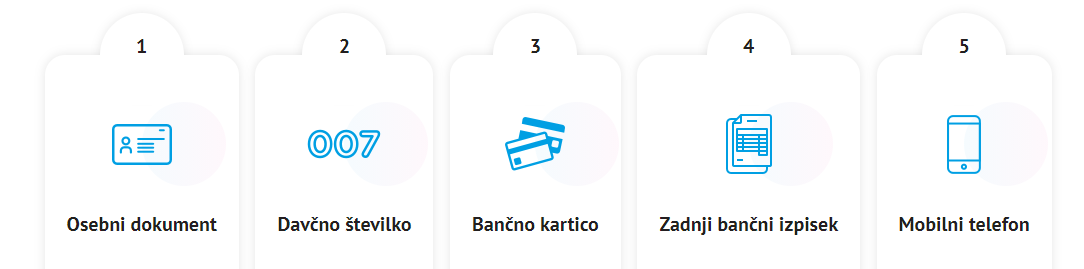 1
2
3
4
5
007
Osebni dokument
Davčno številko
Bančno kartico
Zadnji bančni izpisek
Mobilni telefon